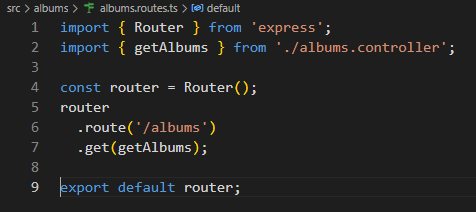 src > albums > albums.routes.ts > default
1 import { Router } from 'express';
2 import { getAlbums } from './albums.controller';
3
4 const router = Router();
5 router
6   .route('/albums')
7   .get(getAlbums);
8
9 export default router;